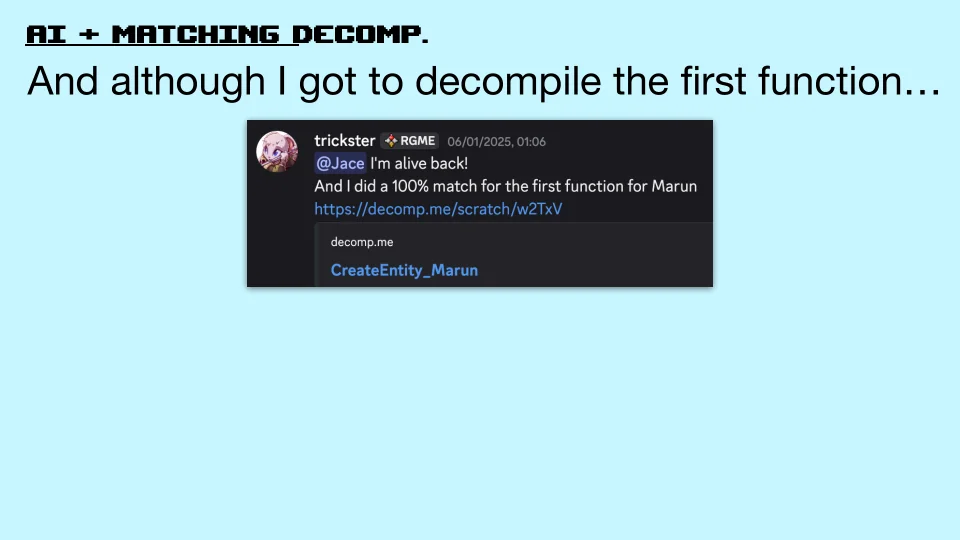 AI + MATCHING DECOMP.
And although I got to decompile the first function…
trickster RGME 06/01/2025, 01:06
@Jace I'm alive back!
And I did a 100% match for the first function for Marun
https://decomp.me/scratch/w2TxV
decomp.me
CreateEntity_Marun